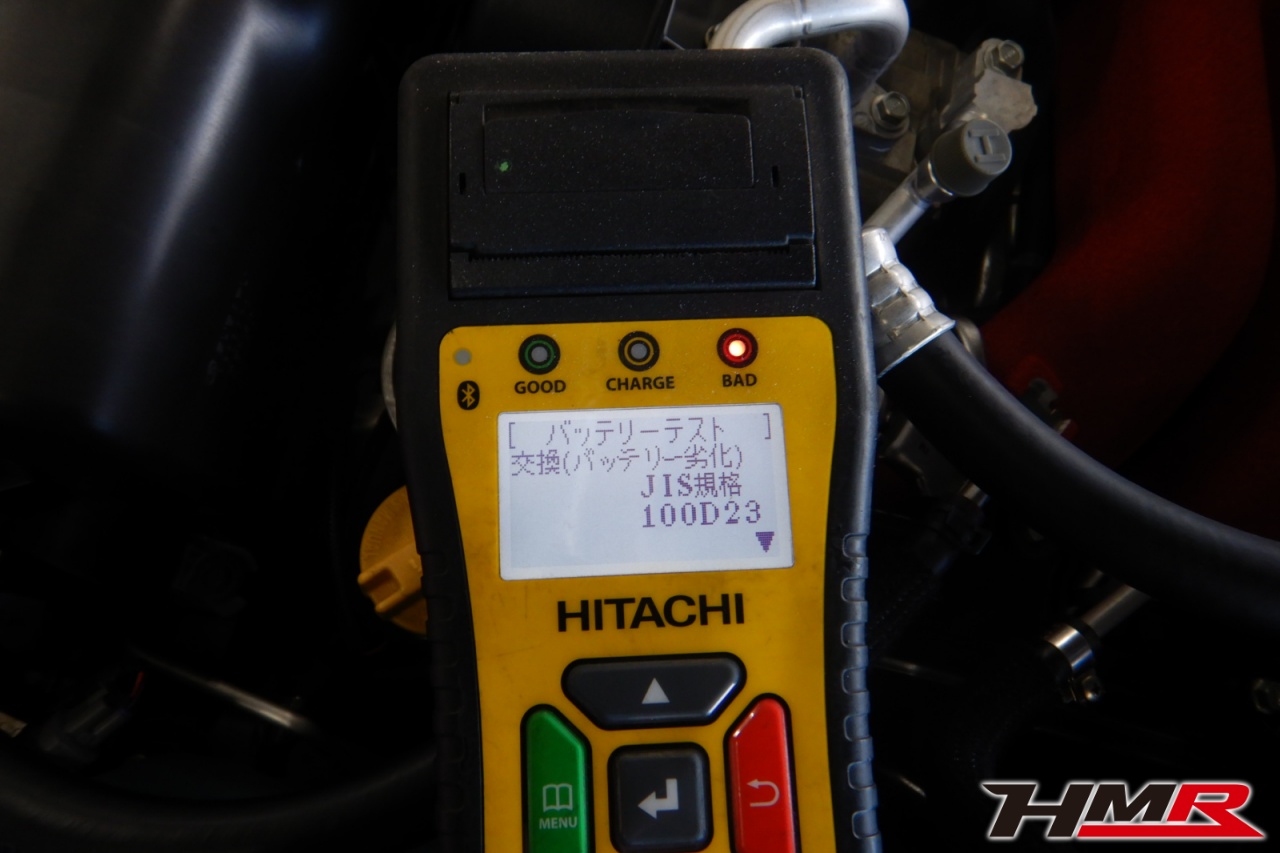 GOOD
CHARGE
BAD
[ バッテリーテスト ]
交換(バッテリー劣化)
JIS規格
100D23
▼
HITACHI
MENU
HMR